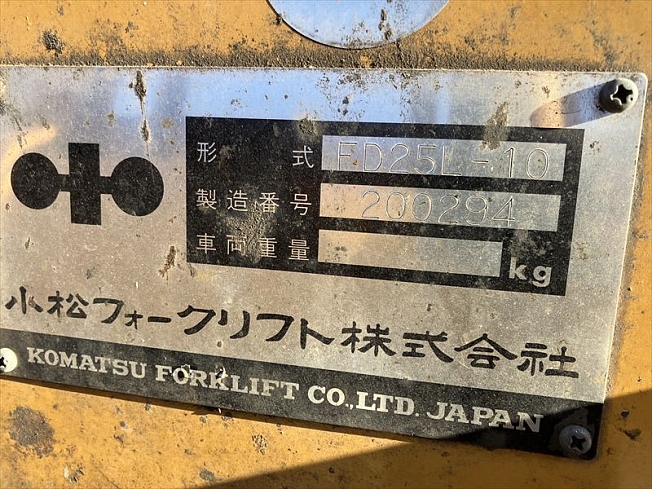 形式 FD25L-10
製造番号 200294
車両重量 kg
小松フォークリフト株式会社
KOMATSU FORKLIFT CO.,LTD. JAPAN